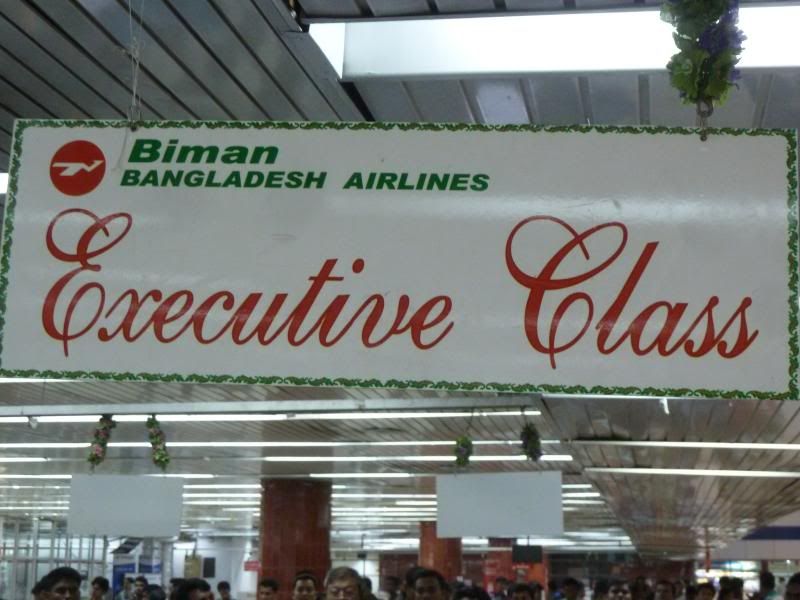 Biman
BANGLADESH AIRLINES
Executive Class